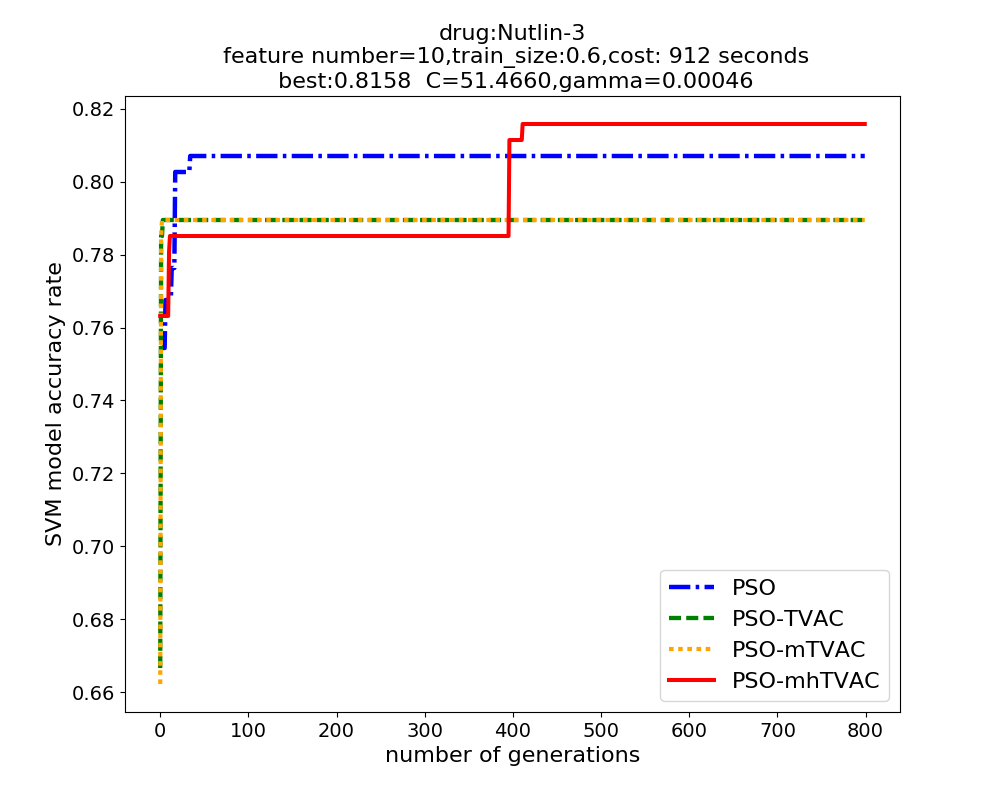 drug:Nutlin-3
feature number=10,train_size:0.6,cost: 912 seconds
best:0.8158  C=51.4660,gamma=0.00046
0.82
0.80
0.78
0.76
0.74
0.72
0.70
0.68
0.66
SVM model accuracy rate
PSO
PSO-TVAC
PSO-mTVAC
PSO-mhTVAC
0 100 200 300 400 500 600 700 800
number of generations